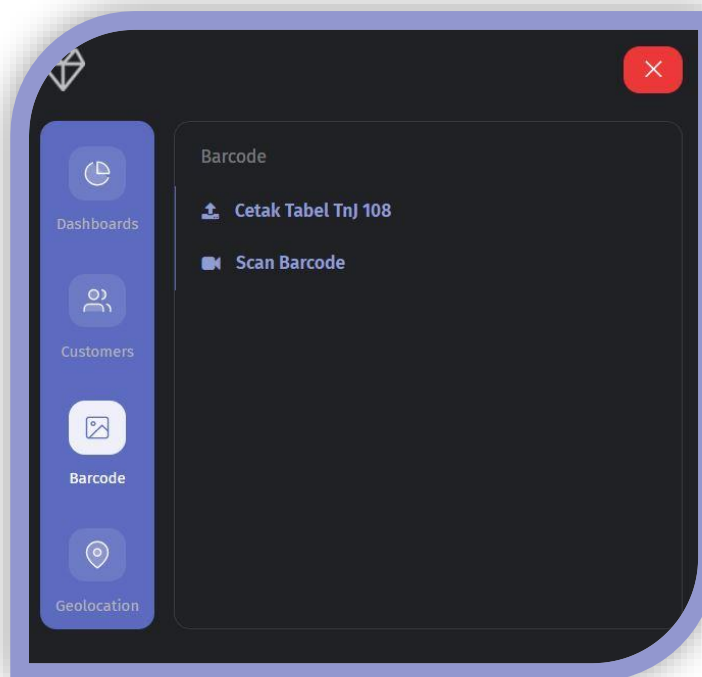 Dashboards
Customers
Barcode
Geolocation
Barcode
Cetak Tabel TnJ 108
Scan Barcode